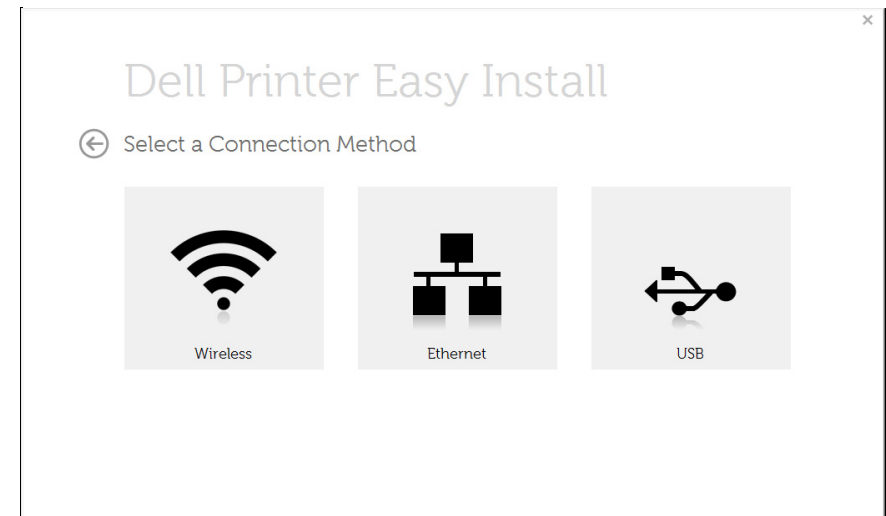 Dell Printer Easy Install
Select a Connection Method
Wireless
Ethernet
USB